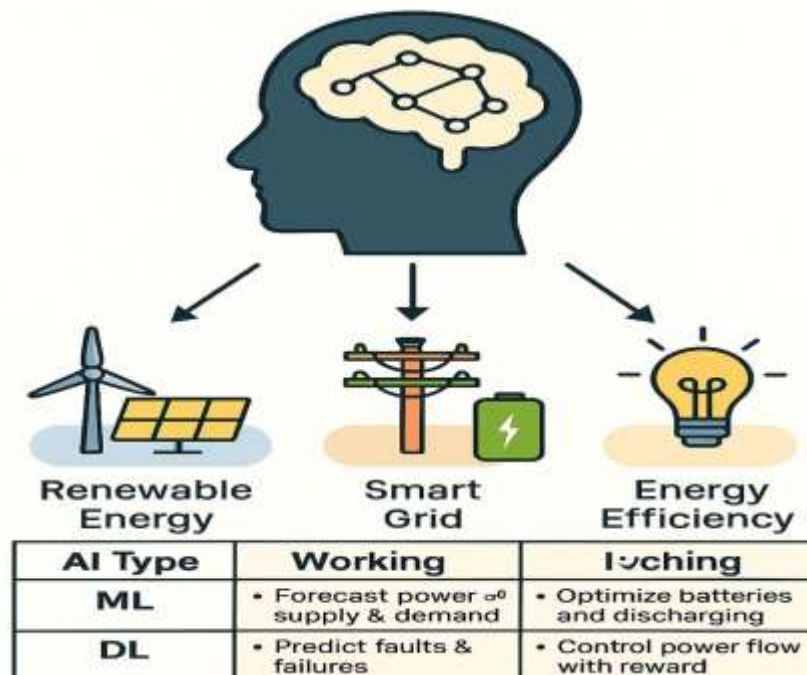 Renewable
Energy
Smart
Grid
Energy
Efficiency
AI Type
Working
ML
• Forecast power
supply & demand
• Optimize batteries
and discharging
DL
• Predict faults &
failures
• Control power flow
with reward